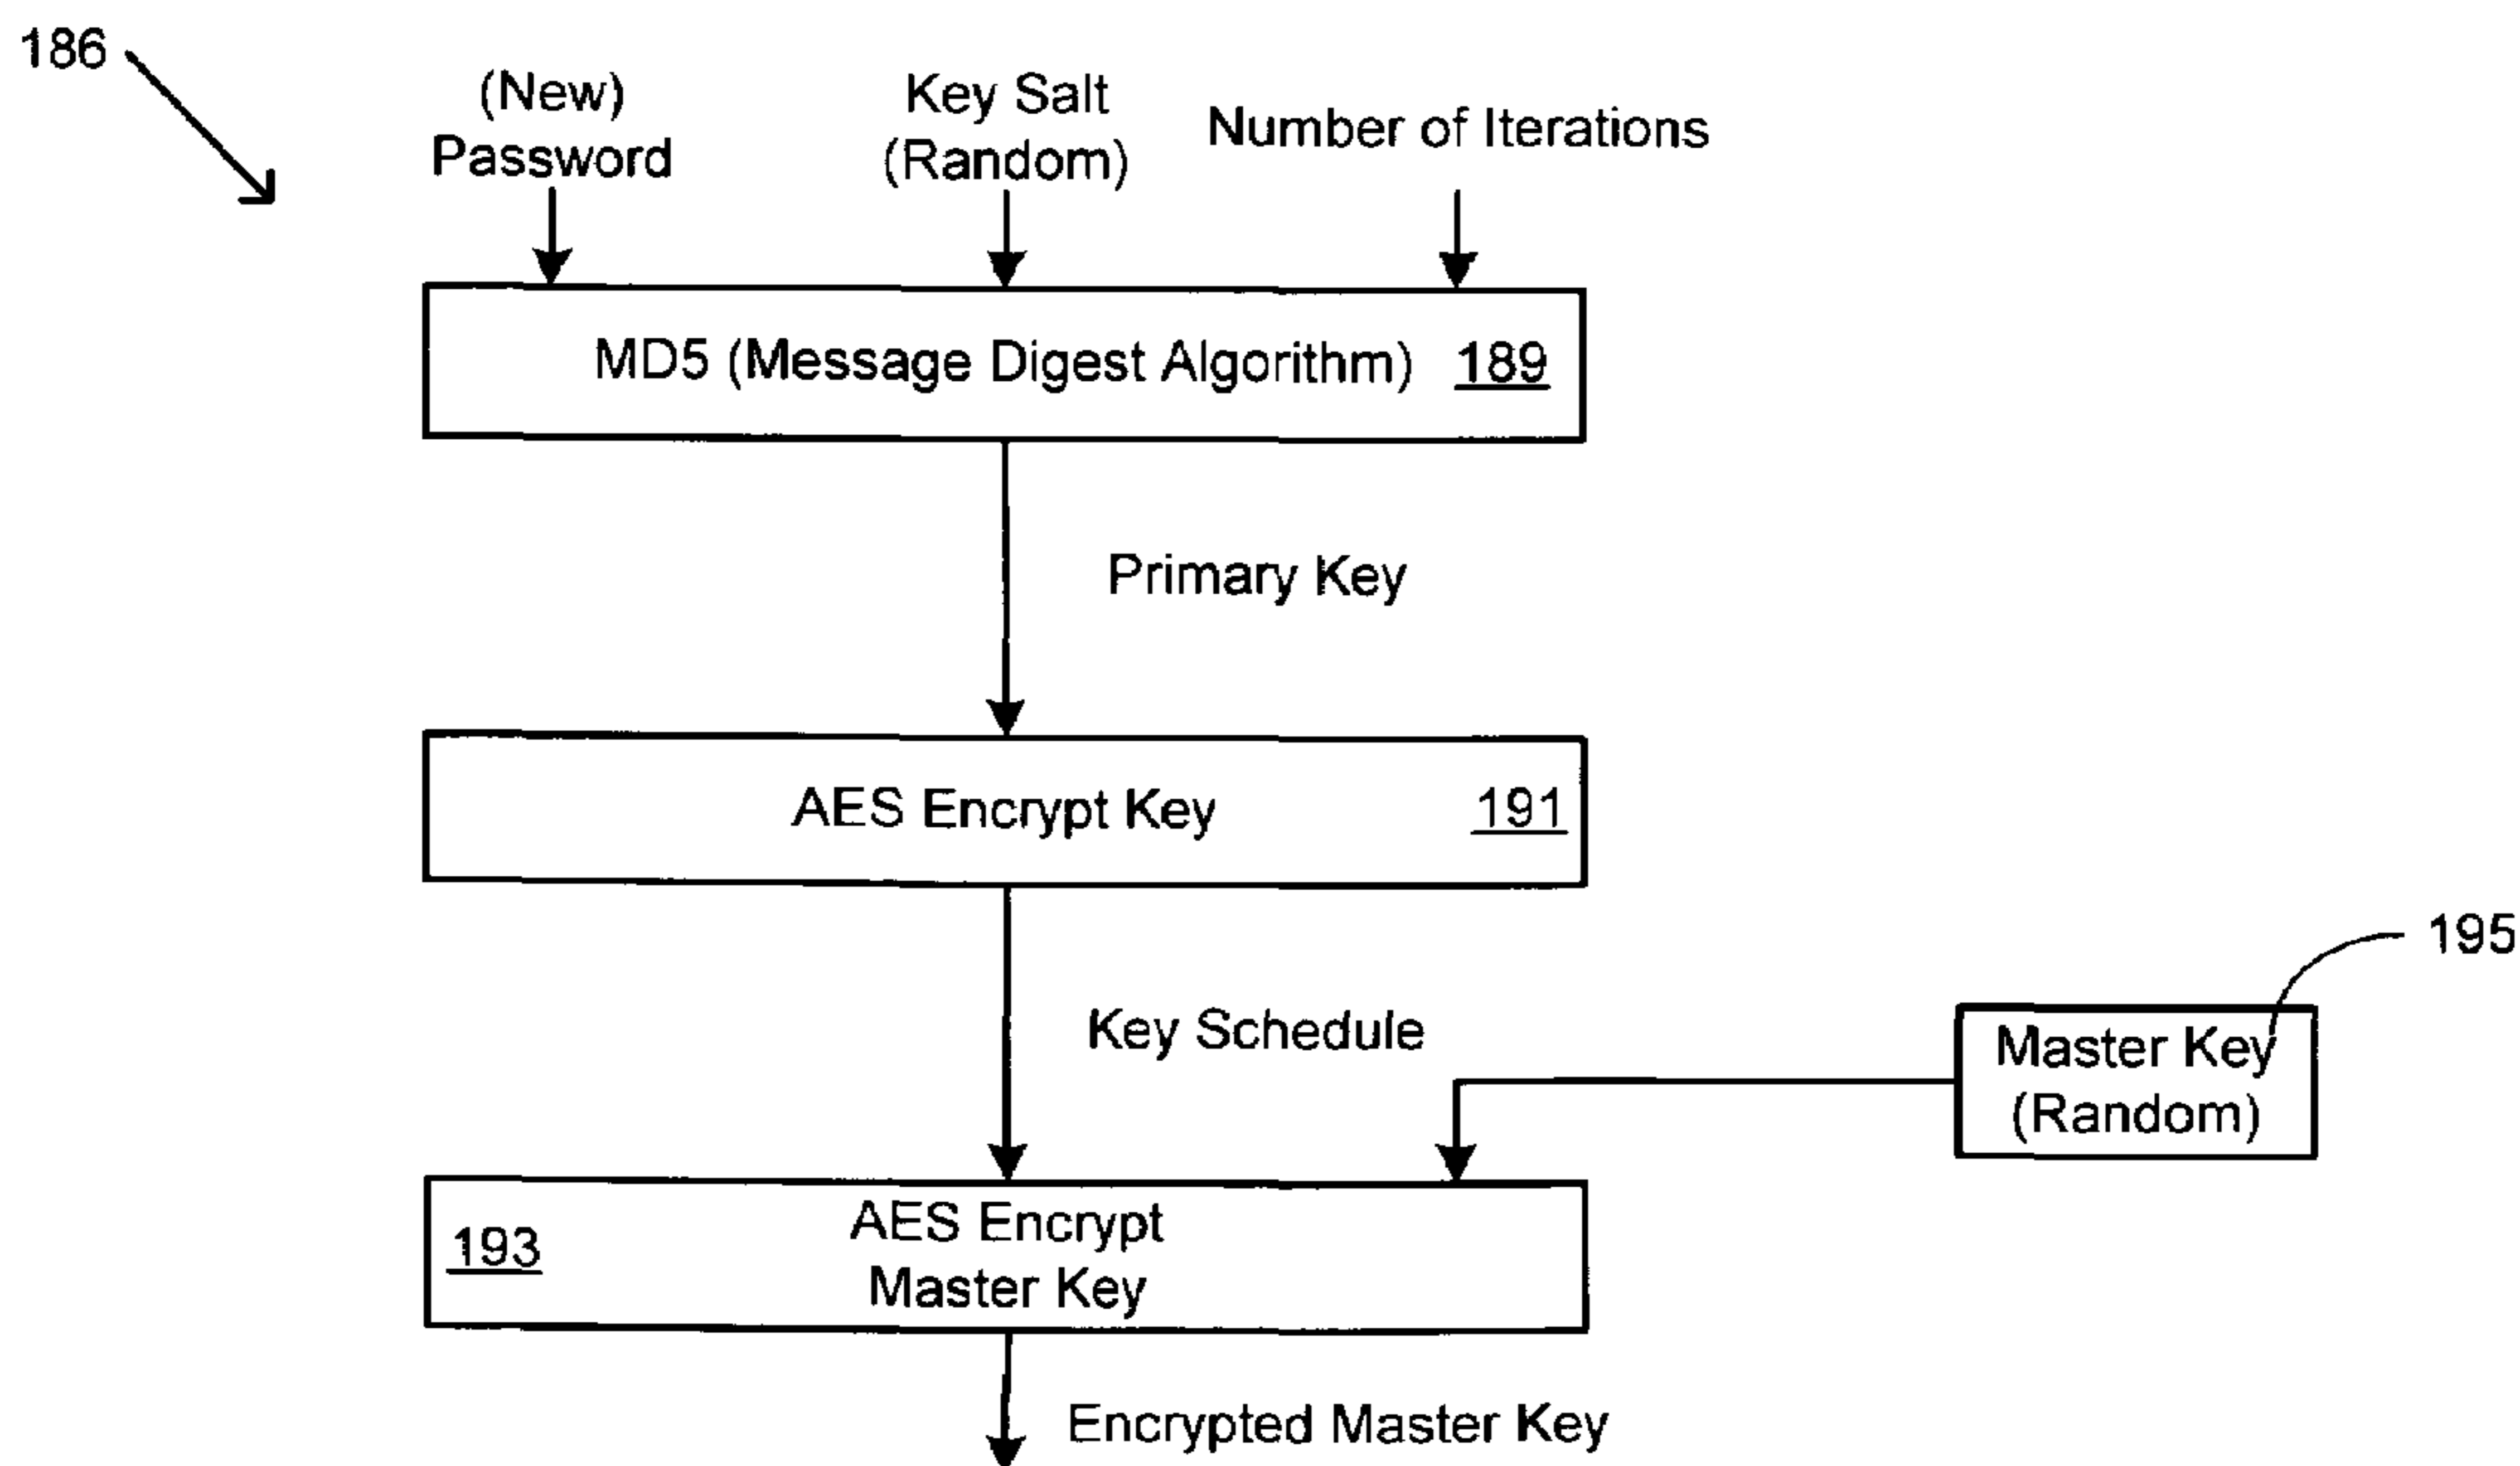 186
(New)
Password
Key Salt
(Random)
Number of Iterations
MD5 (Message Digest Algorithm) 189
Primary Key
AES Encrypt Key 191
195
Key Schedule
Master Key
(Random)
193
AES Encrypt
Master Key
Encrypted Master Key